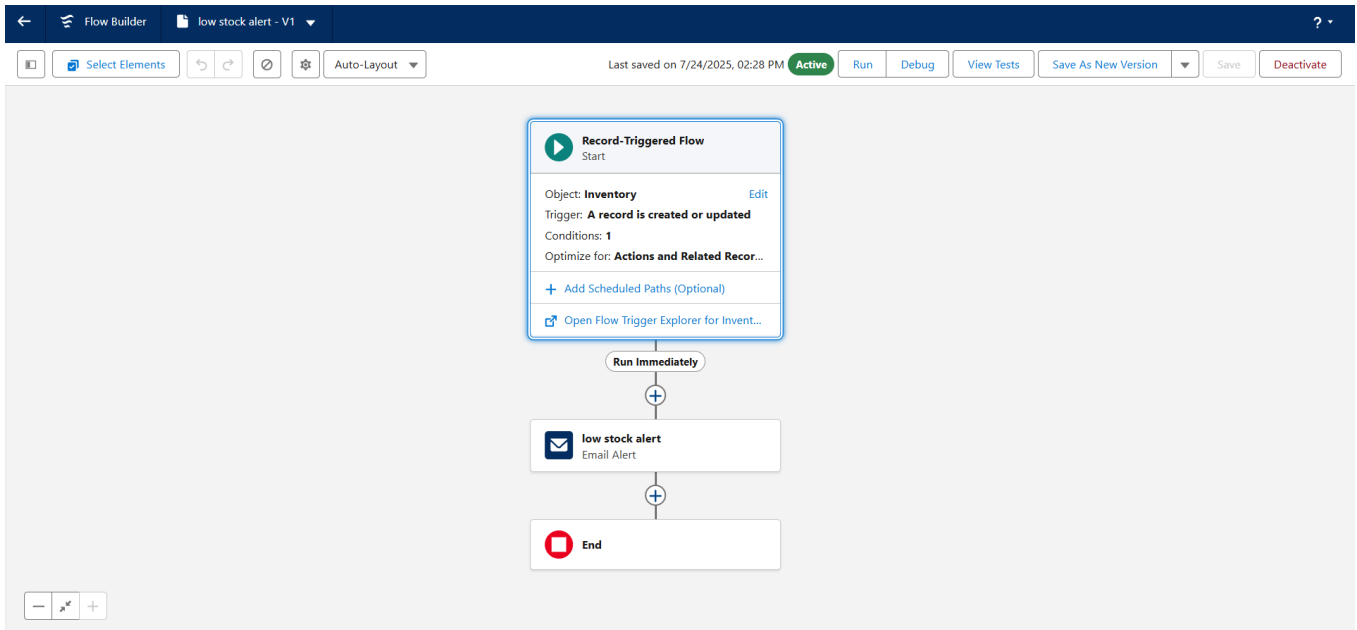 Flow Builder
low stock alert - V1
?
Select Elements
Auto-Layout
Last saved on 7/24/2025, 02:28 PM
Active
Run
Debug
View Tests
Save As New Version
Save
Deactivate
Record-Triggered Flow
Start
Object: Inventory
Edit
Trigger: A record is created or updated
Conditions: 1
Optimize for: Actions and Related Recor...
Add Scheduled Paths (Optional)
Open Flow Trigger Explorer for Invent...
Run Immediately
low stock alert
Email Alert
End